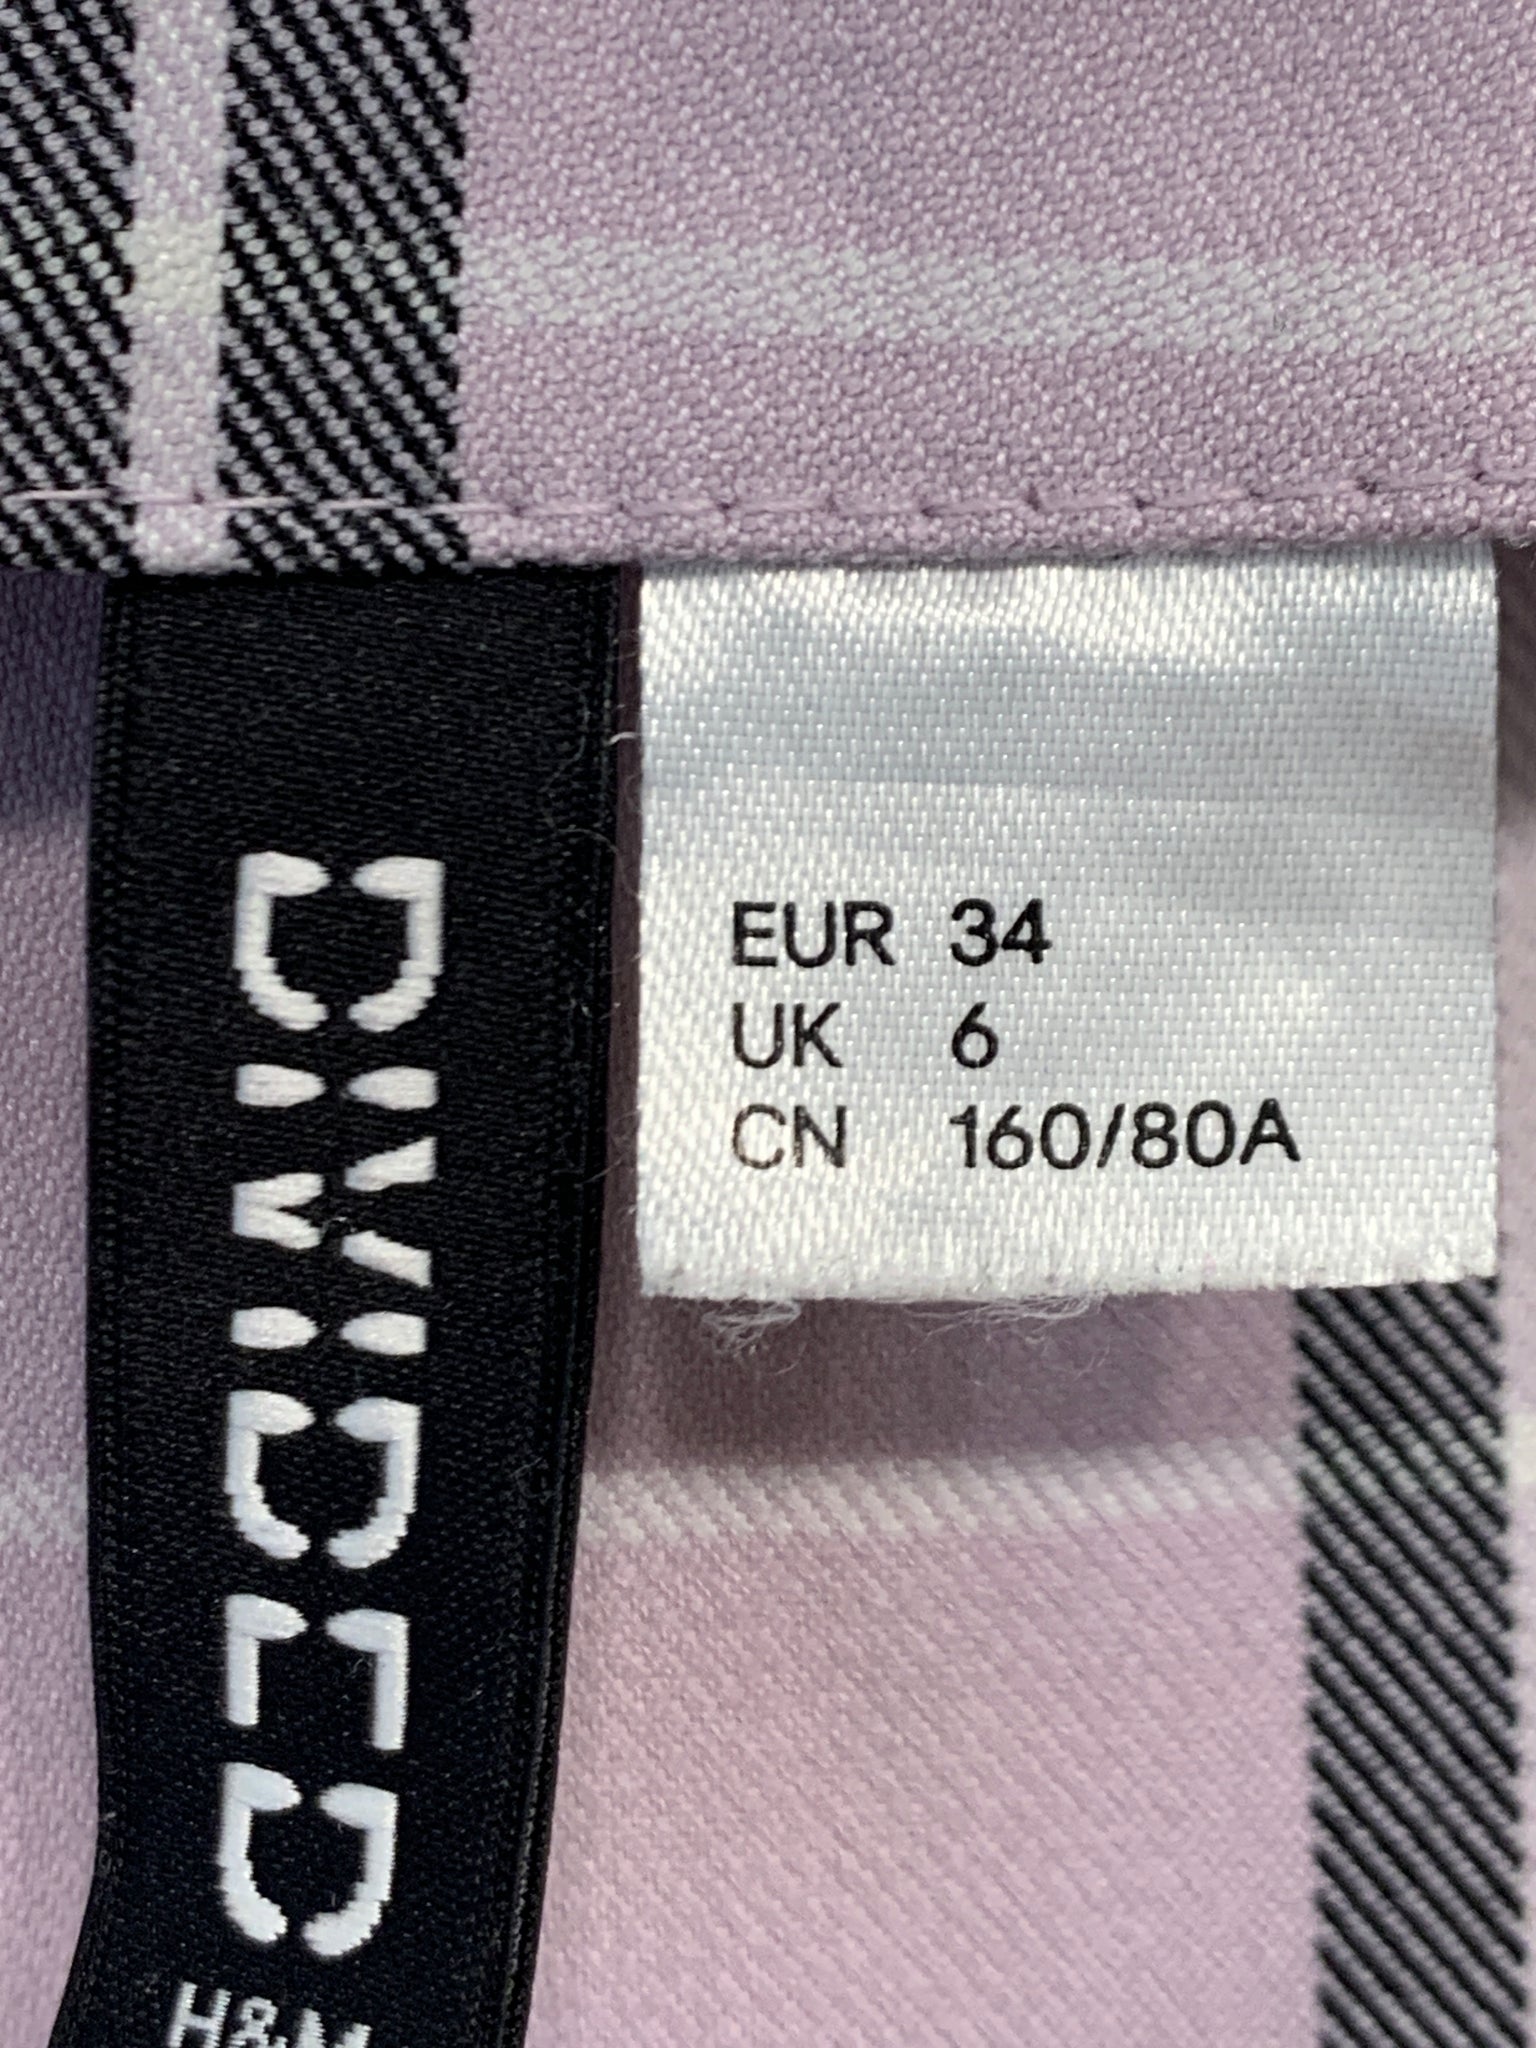 DIVIDED
H&M
EUR 34
UK 6
CN 160/80A